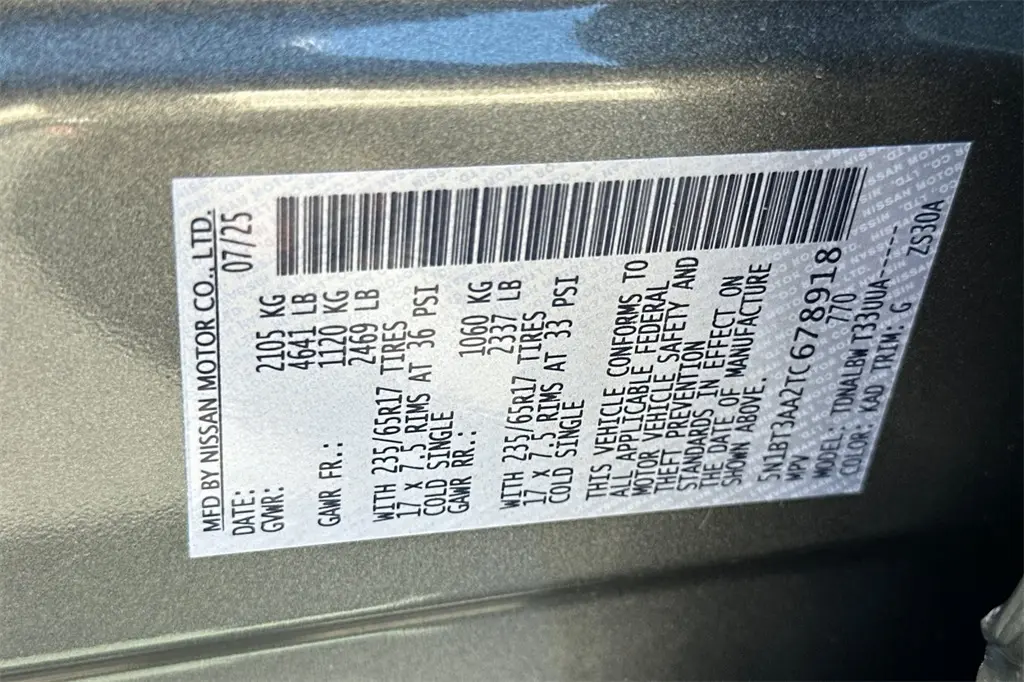 MFD BY NISSAN MOTOR CO., LTD.
DATE: 07/25
GVWR: 2105 KG
4641 LB
GAWR FR.: 1120 KG
2469 LB
WITH 235/65R17 TIRES
17 X 7.5 RIMS AT 36 PSI
COLD SINGLE
GAWR RR.: 1060 KG
2337 LB
WITH 235/65R17 TIRES
17 X 7.5 RIMS AT 33 PSI
COLD SINGLE
THIS VEHICLE CONFORMS TO
ALL APPLICABLE FEDERAL
MOTOR VEHICLE SAFETY AND
THEFT PREVENTION
STANDARDS IN EFFECT ON
THE DATE OF MANUFACTURE
SHOWN ABOVE.
5N1BT3AA2TC678918
MPV 770
MODEL: TDNALBWT33UUA-----
COLOR: KAD TRIM: G ZS30A